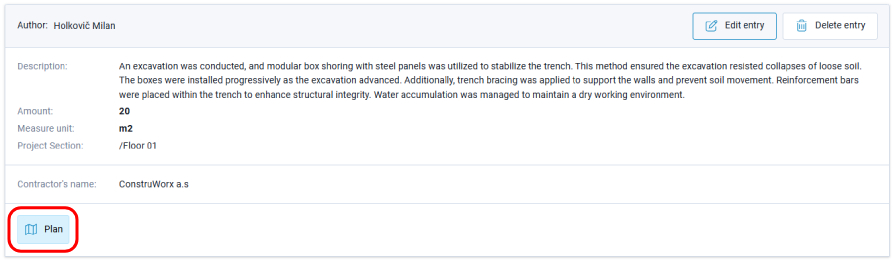 Author: Holkovič Milan
Edit entry
Delete entry
Description: An excavation was conducted, and modular box shoring with steel panels was utilized to stabilize the trench. This method ensured the excavation resisted collapses of loose soil.
The boxes were installed progressively as the excavation advanced. Additionally, trench bracing was applied to support the walls and prevent soil movement. Reinforcement bars
were placed within the trench to enhance structural integrity. Water accumulation was managed to maintain a dry working environment.
Amount: 20
Measure unit: m2
Project Section: /Floor 01
Contractor's name: ConstruWorx a.s
Plan